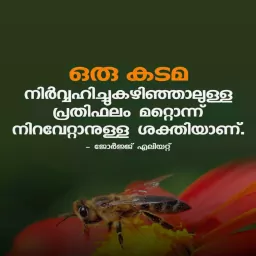 ഒരു കടമ
നിർവ്വഹിച്ചുകഴിഞ്ഞാലുള്ള
പ്രതിഫലം മറ്റൊന്ന്
നിറവേറ്റാനുള്ള ശക്തിയാണ്.
- ജോർജ്ജ് എലിയറ്റ്